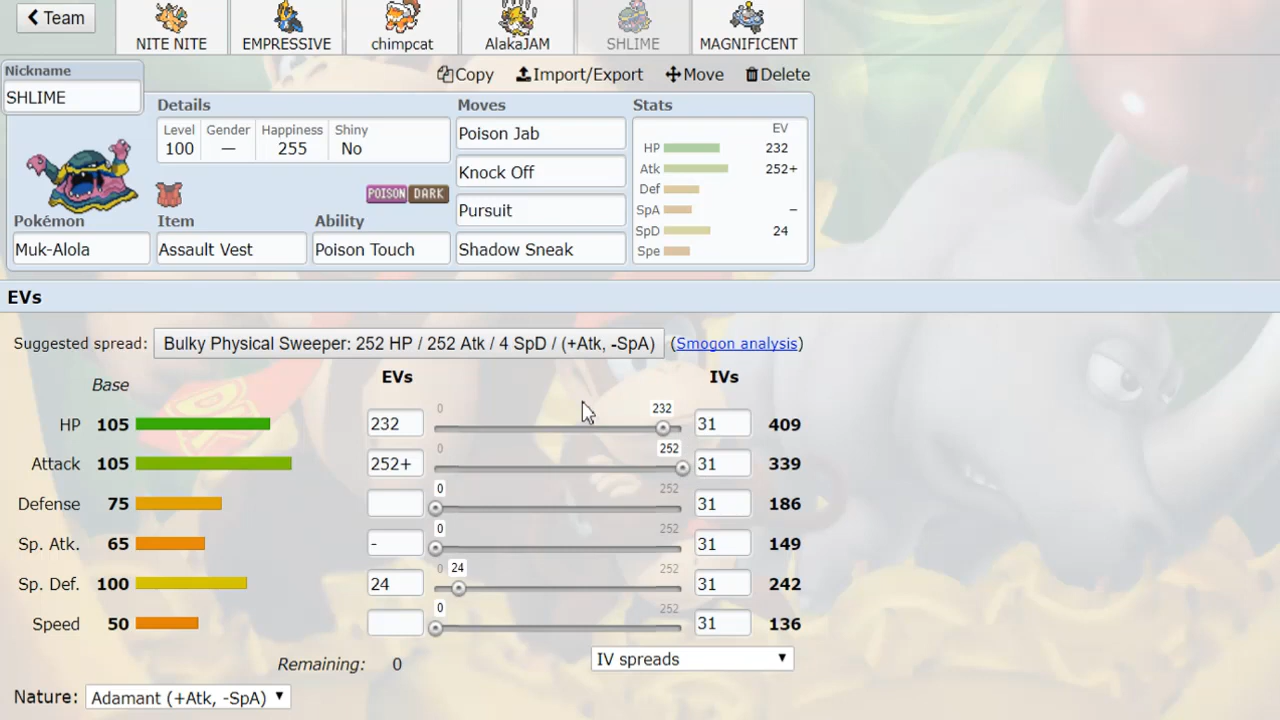 Team
NITE NITE
EMPRESSIVE
chimpcat
AlakaJAM
SHLIME
MAGNIFICENT
Nickname
SHLIME
Copy Import/Export Move Delete
Details
Level Gender Happiness Shiny
100 — 255 No
POISON DARK
Pokémon
Muk-Alola
Item
Assault Vest
Ability
Poison Touch
Moves
Poison Jab
Knock Off
Pursuit
Shadow Sneak
Stats
EV
HP 232
Atk 252+
Def
SpA –
SpD 24
Spe
EVs
Suggested spread: Bulky Physical Sweeper: 252 HP / 252 Atk / 4 SpD / (+Atk, -SpA) (Smogon analysis)
Base EVs IVs
0 232
HP 105 232 31 409
0 252
Attack 105 252+ 31 339
0 252
Defense 75 31 186
0 252
Sp. Atk. 65 - 31 149
0 24 252
Sp. Def. 100 24 31 242
0 252
Speed 50 31 136
Remaining: 0 IV spreads
Nature: Adamant (+Atk, -SpA)